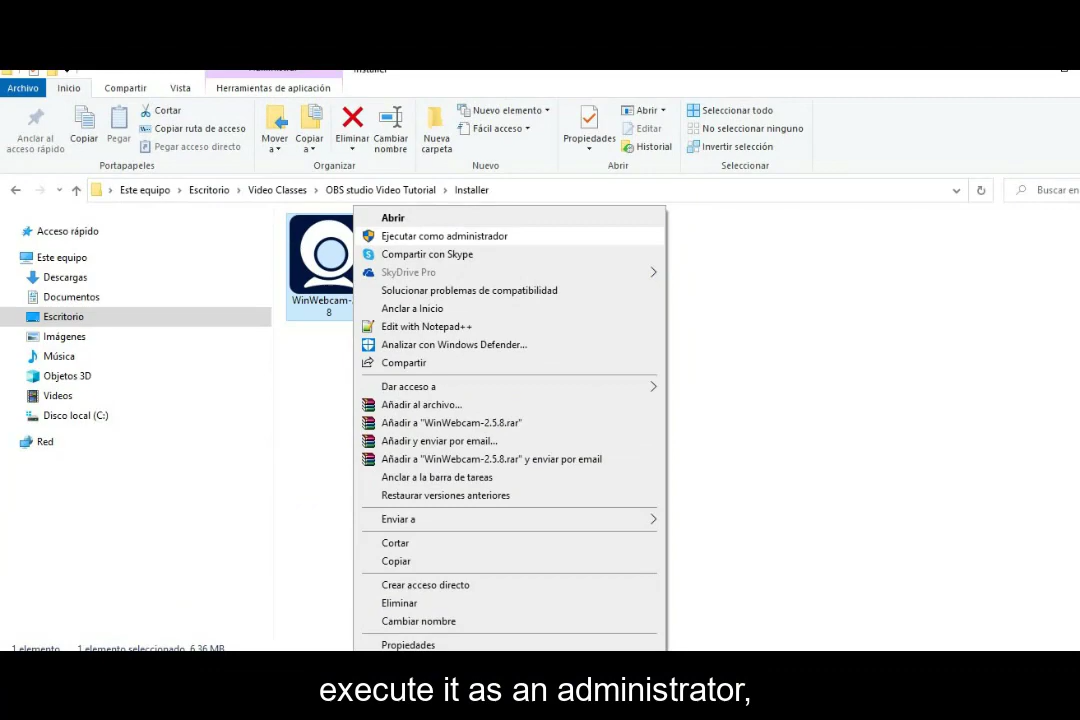 Archivo Inicio Compartir Vista Herramientas de aplicación
Anclar al acceso rápido
Copiar
Pegar
Cortar
Copiar ruta de acceso
Pegar acceso directo
Portapapeles
Mover a
Copiar a
Eliminar
Cambiar nombre
Organizar
Nueva carpeta
Nuevo elemento
Fácil acceso
Nuevo
Propiedades
Abrir
Editar
Historial
Abrir
Seleccionar todo
No seleccionar ninguno
Invertir selección
Seleccionar
Este equipo > Escritorio > Video Classes > OBS studio Video Tutorial > Installer
Buscar en
Acceso rápido
Este equipo
Descargas
Documentos
Escritorio
Imágenes
Música
Objetos 3D
Videos
Disco local (C:)
Red
WinWebcam-
8
Abrir
Ejecutar como administrador
Compartir con Skype
SkyDrive Pro
Solucionar problemas de compatibilidad
Anclar a Inicio
Edit with Notepad++
Analizar con Windows Defender...
Compartir
Dar acceso a
Añadir al archivo...
Añadir a "WinWebcam-2.5.8.rar"
Añadir y enviar por email...
Añadir a "WinWebcam-2.5.8.rar" y enviar por email
Anclar a la barra de tareas
Restaurar versiones anteriores
Enviar a
Cortar
Copiar
Crear acceso directo
Eliminar
Cambiar nombre
Propiedades
1 elemento 1 elemento seleccionado 6,36 MB
execute it as an administrator,